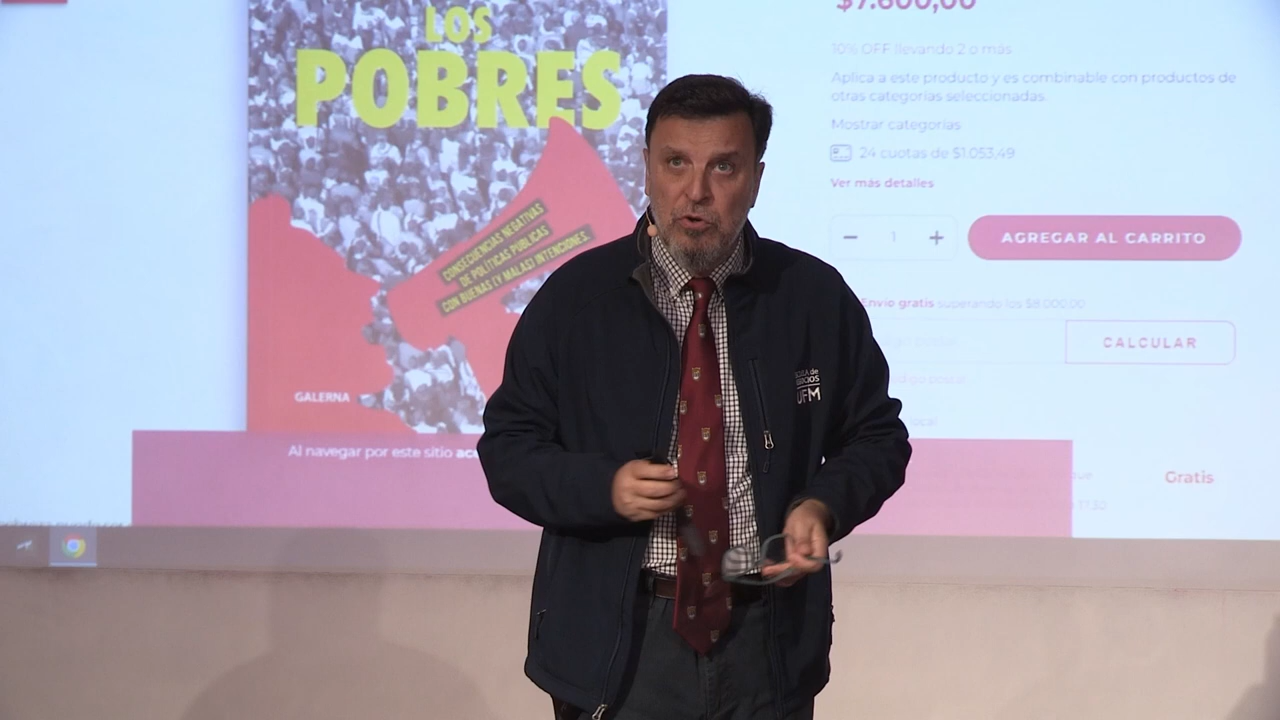 LOS
POBRES
CONSECUENCIAS NEGATIVAS
DE POLÍTICAS PÚBLICAS
CON BUENAS (Y MALAS) INTENCIONES.
GALERNA
$7.600,00
10% OFF llevando 2 o más
Aplica a este producto y es combinable con productos de
otras categorías seleccionadas.
Mostrar categorías
24 cuotas de $1.053,49
Ver más detalles
1
AGREGAR AL CARRITO
Envío gratis superando los $8.000,00
CALCULAR
código postal
local
Al navegar por este sitio
Gratis
UFM